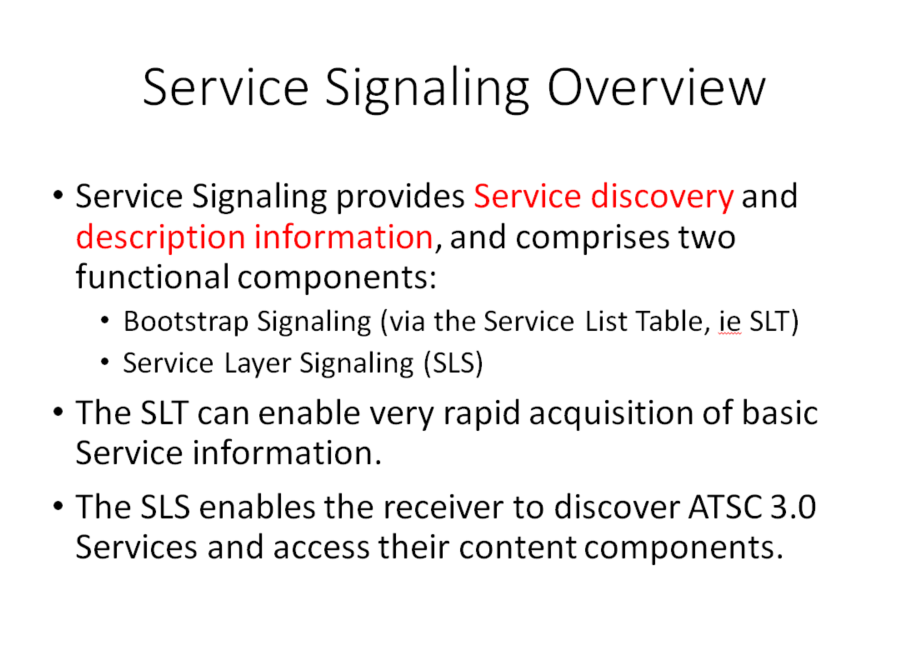 Service Signaling Overview
• Service Signaling provides Service discovery and
description information, and comprises two
functional components:
• Bootstrap Signaling (via the Service List Table, ie SLT)
• Service Layer Signaling (SLS)
• The SLT can enable very rapid acquisition of basic
Service information.
• The SLS enables the receiver to discover ATSC 3.0
Services and access their content components.